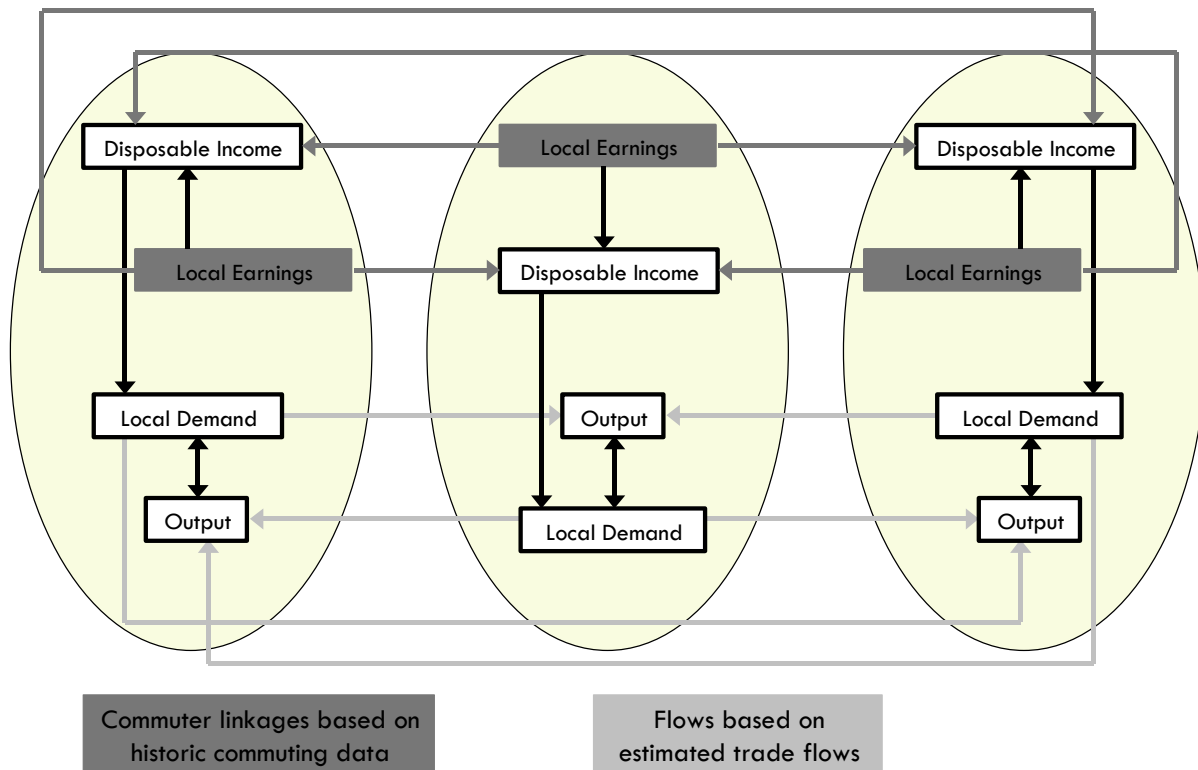 Disposable Income
Local Earnings
Disposable Income
Local Earnings
Disposable Income
Local Earnings
Local Demand
Output
Local Demand
Output
Local Demand
Output
Commuter linkages based on
historic commuting data
Flows based on
estimated trade flows